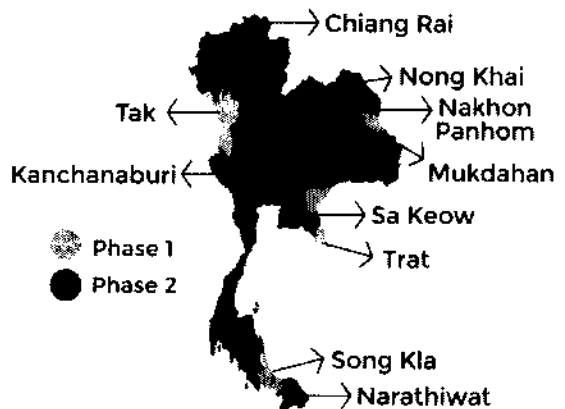 Chiang Rai
Nong Khai
Tak
Nakhon
Panhom
Kanchanaburi
Mukdahan
Sa Keow
Phase 1
Trat
Phase 2
Song Kla
Narathiwat